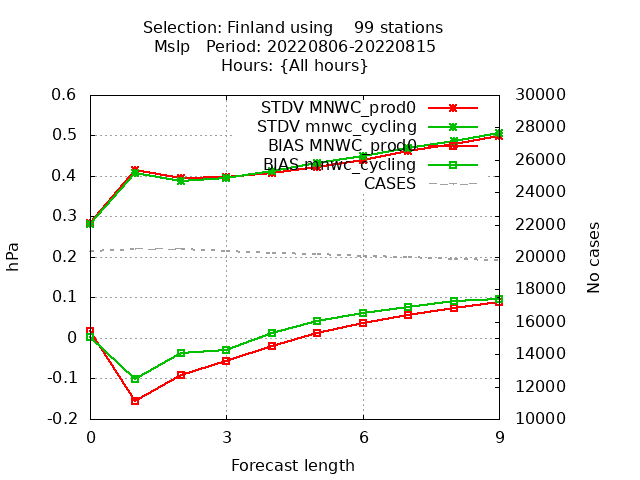 Selection: Finland using 99 stations
Mslp Period: 20220806-20220815
Hours: {All hours}
STDV MNWC_prod0
STDV mnwc_cycling
BIAS MNWC_prod0
BIAS mnwc_cycling
CASES
hPa
0.6
0.5
0.4
0.3
0.2
0.1
0
-0.1
-0.2
30000
28000
26000
24000
22000
20000
18000
16000
14000
12000
10000
No cases
0 3 6 9
Forecast length